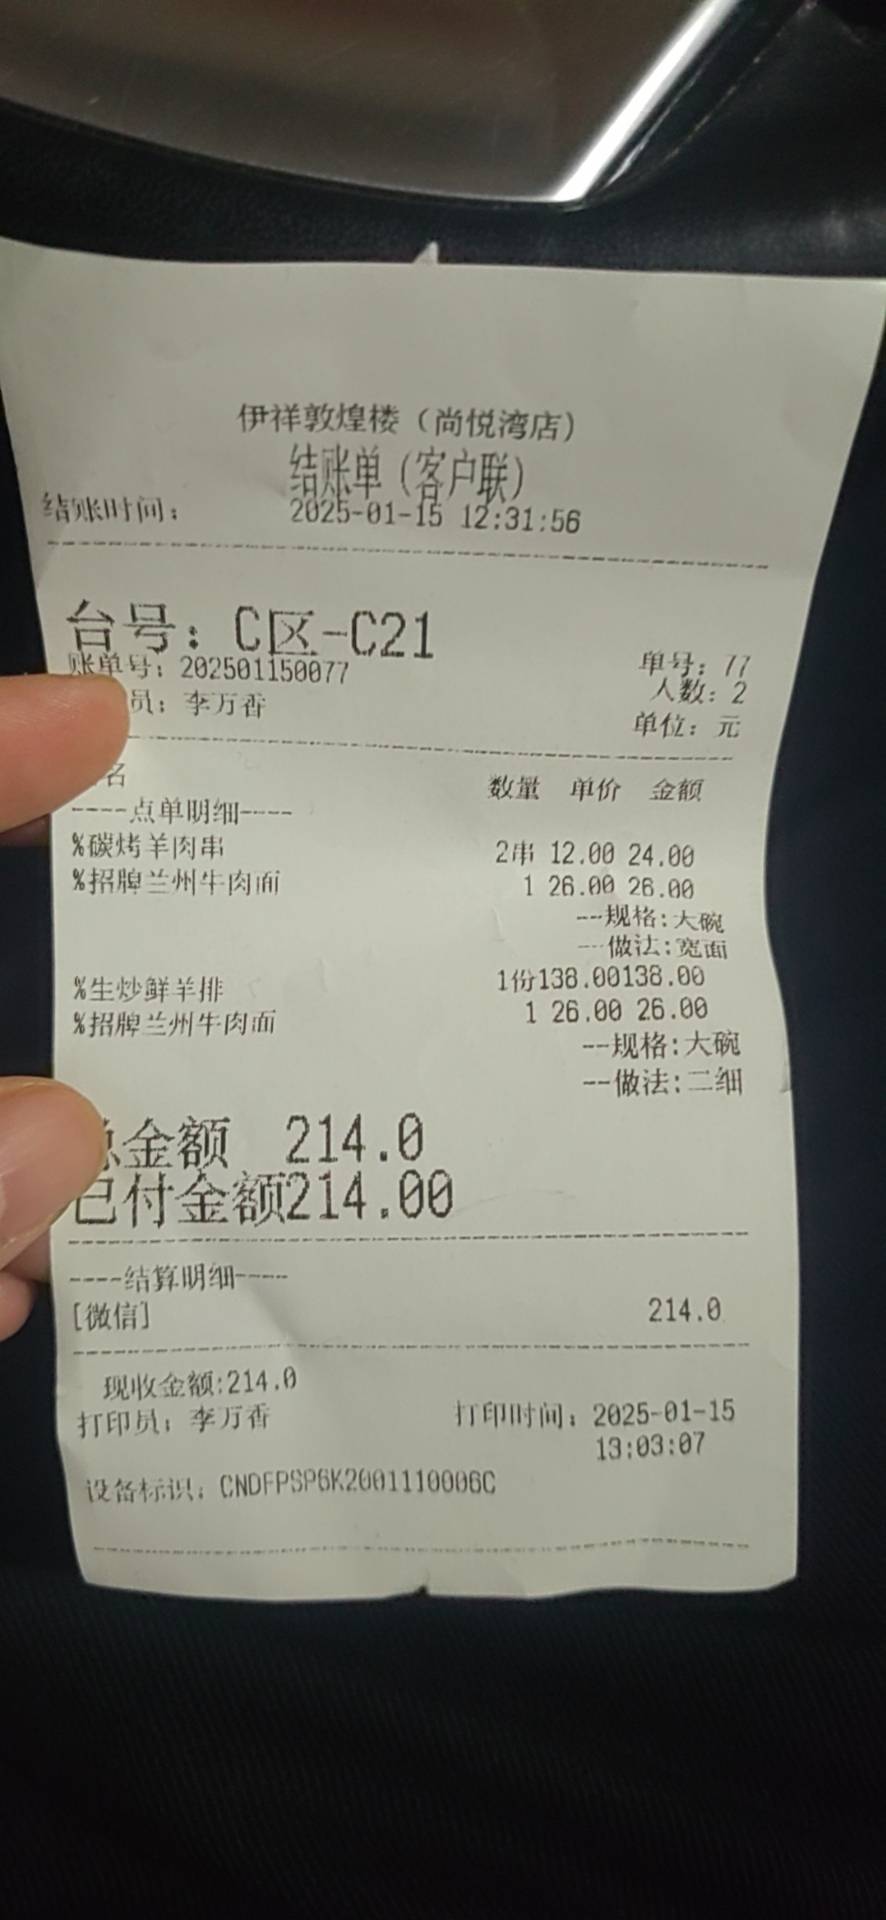 伊祥敦煌楼（尚悦湾店）
结账单（客户联）
结账时间： 2025-01-15 12:31:56
台号：C区-C21
账单号：202501150077 单号：77
人数：2
员：李万香
单位：元
名 数量 单价 金额
----点单明细----
%碳烤羊肉串 2串 12.00 24.00
%招牌兰州牛肉面 1 26.00 26.00
--规格:大碗
--做法:宽面
%生炒鲜羊排 1份138.00138.00
%招牌兰州牛肉面 1 26.00 26.00
--规格:大碗
--做法:二细
总金额 214.0
已付金额214.00
----结算明细----
[微信] 214.0
现收金额:214.0
打印员：李万香 打印时间：2025-01-15
13:03:07
设备标识：CNDFPSP6K2001110006C